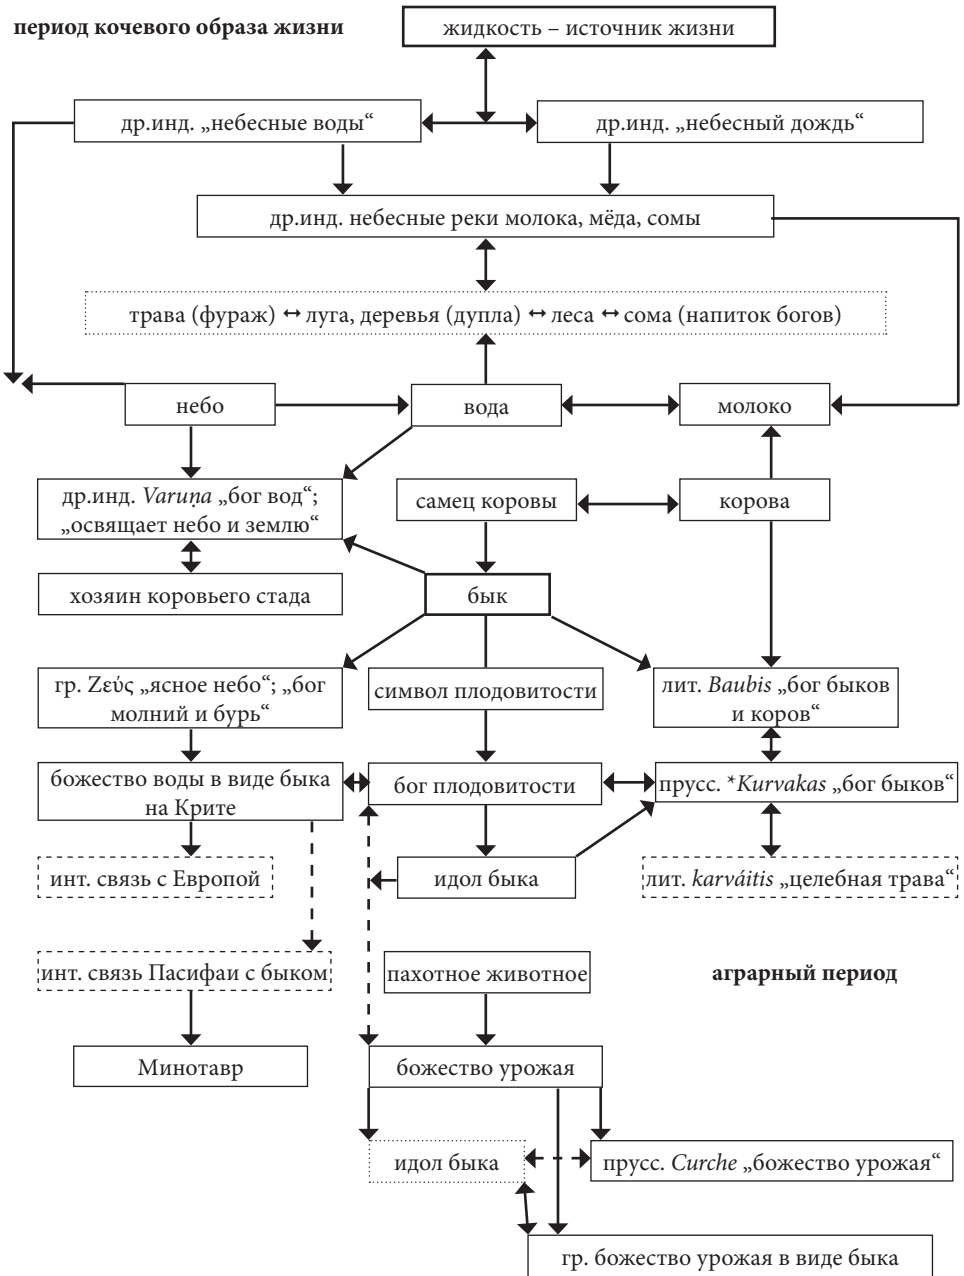 период кочевого образа жизни
жидкость – источник жизни
др.инд. „небесные воды“
др.инд. „небесный дождь“
др.инд. небесные реки молока, мёда, сомы
трава (фураж) ↔ луга, деревья (дупла) ↔ леса ↔ сома (напиток богов)
небо
вода
молоко
др.инд. Varuṇa „бог вод“;
„освящает небо и землю“
самец коровы
корова
хозяин коровьего стада
бык
гр. Ζεύς „ясное небо“; „бог
молний и бурь“
символ плодовитости
лит. Baubis „бог быков
и коров“
божество воды в виде быка
на Крите
бог плодовитости
прусс. *Kurvakas „бог быков“
инт. связь с Европой
идол быка
лит. karváitis „целебная трава“
инт. связь Пасифаи с быком
пахотное животное
аграрный период
Минотавр
божество урожая
идол быка
прусс. Curche „божество урожая“
гр. божество урожая в виде быка